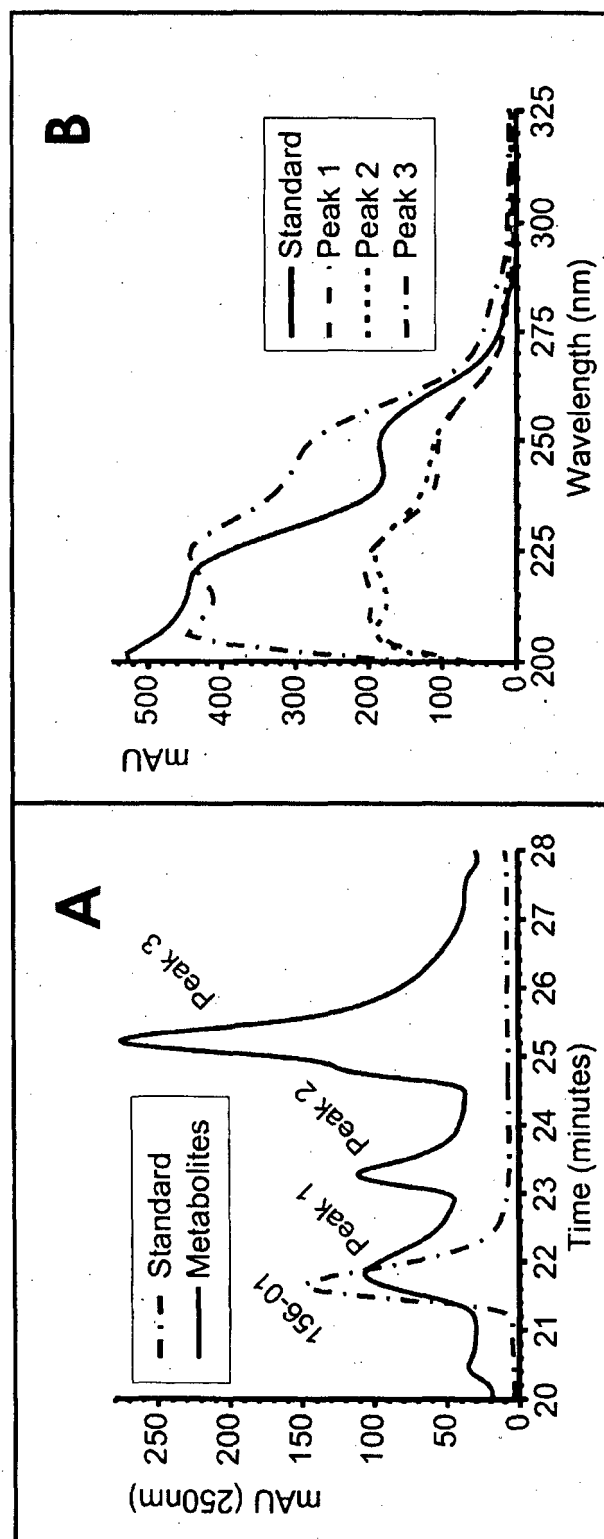 A
Standard
Metabolites
156-01
Peak 1
Peak 2
Peak 3
mAU (250nm)
250
200
150
100
50
0
20 21 22 23 24 25 26 27 28
Time (minutes)
B
Standard
Peak 1
Peak 2
Peak 3
mAU
500
400
300
200
100
0
200 225 250 275 300 325
Wavelength (nm)